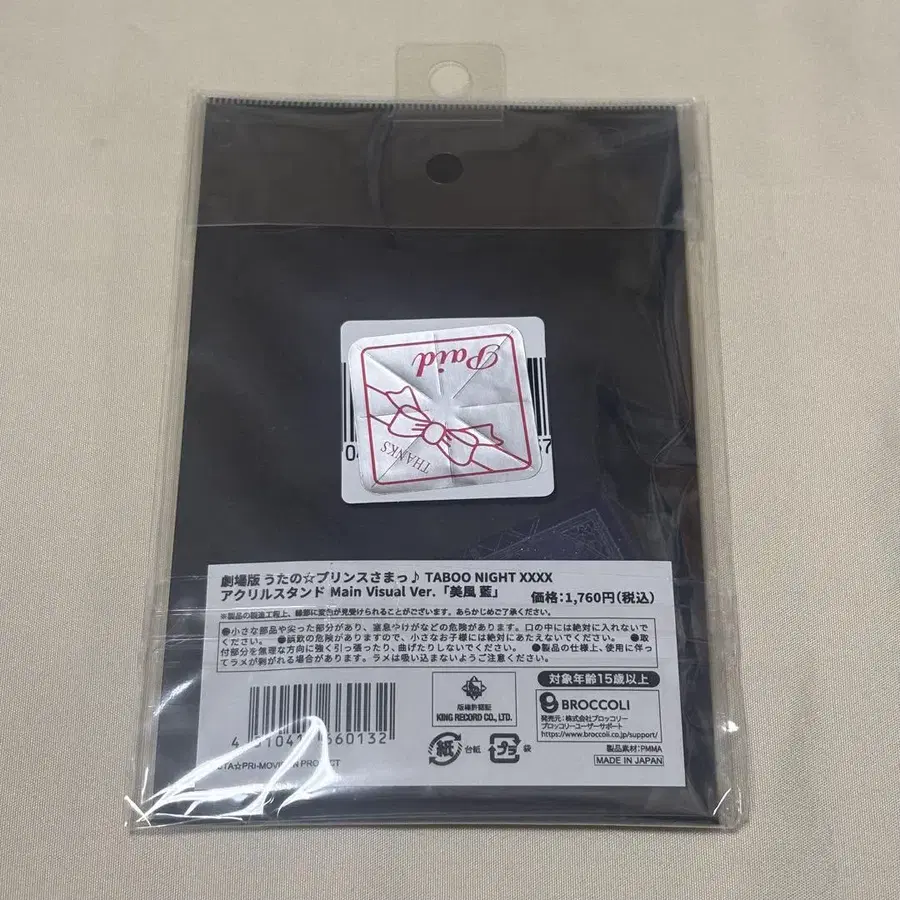 Paid
THANKS
劇場版 うたの☆プリンスさまっ♪ TABOO NIGHT XXXX
アクリルスタンド Main Visual Ver.「美風 藍」
価格:1,760円(税込)
※製品の製造工程上、縁部に変色が見受けられることがございます。あらかじめご了承ください。
●小さな部品や尖った部分があり、窒息やけがなどの危険があります。口の中には絶対に入れないで
ください。 ●誤飲の危険がありますので、小さなお子様には絶対にあたえないでください。 ●取
付部分を無理な方向に強く引っ張ったり、曲げたりしないでください。 ●製品の仕様上、使用に伴っ
てラメが剥がれる場合があります。ラメは吸い込まないようご注意ください。
対象年齢15歳以上
版権許諾証
KING RECORD CO., LTD.
BROCCOLI
発売元:株式会社ブロッコリー
ブロッコリーユーザーサポート
https://www.broccoli.co.jp/support/
紙 台紙 プラ 袋
製品素材:PMMA
MADE IN JAPAN
660132